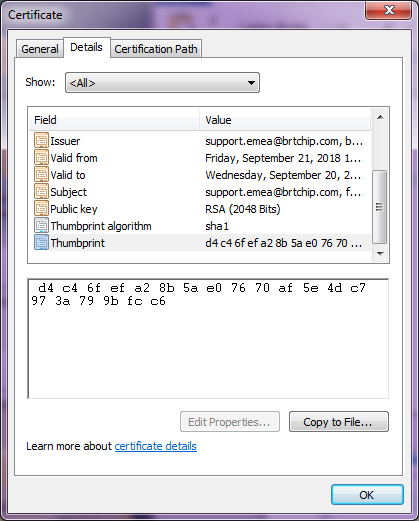 Certificate
General Details Certification Path
Show: <All>
Field Value
Issuer support.emea@brtchip.com, b...
Valid from Friday, September 21, 2018 1...
Valid to Wednesday, September 20, 2...
Subject support.emea@brtchip.com, f...
Public key RSA (2048 Bits)
Thumbprint algorithm sha1
Thumbprint d4 c4 6f ef a2 8b 5a e0 76 70 ...
d4 c4 6f ef a2 8b 5a e0 76 70 af 5e 4d c7
97 3a 79 9b fc c6
Edit Properties... Copy to File...
Learn more about certificate details
OK